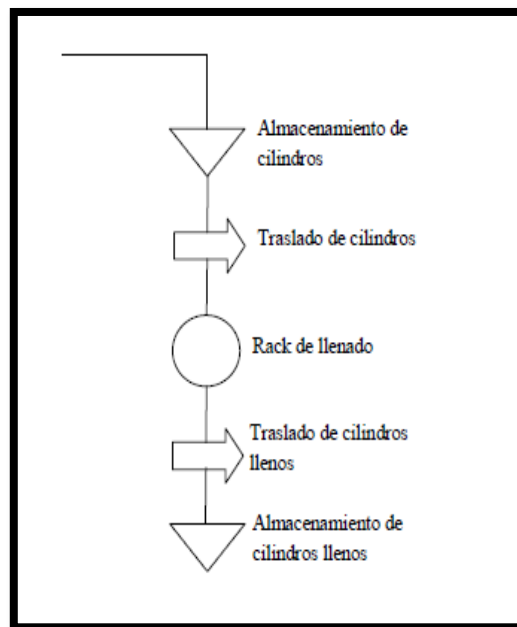 Almacenamiento de
cilindros
Traslado de cilindros
Rack de llenado
Traslado de cilindros
llenos
Almacenamiento de
cilindros llenos